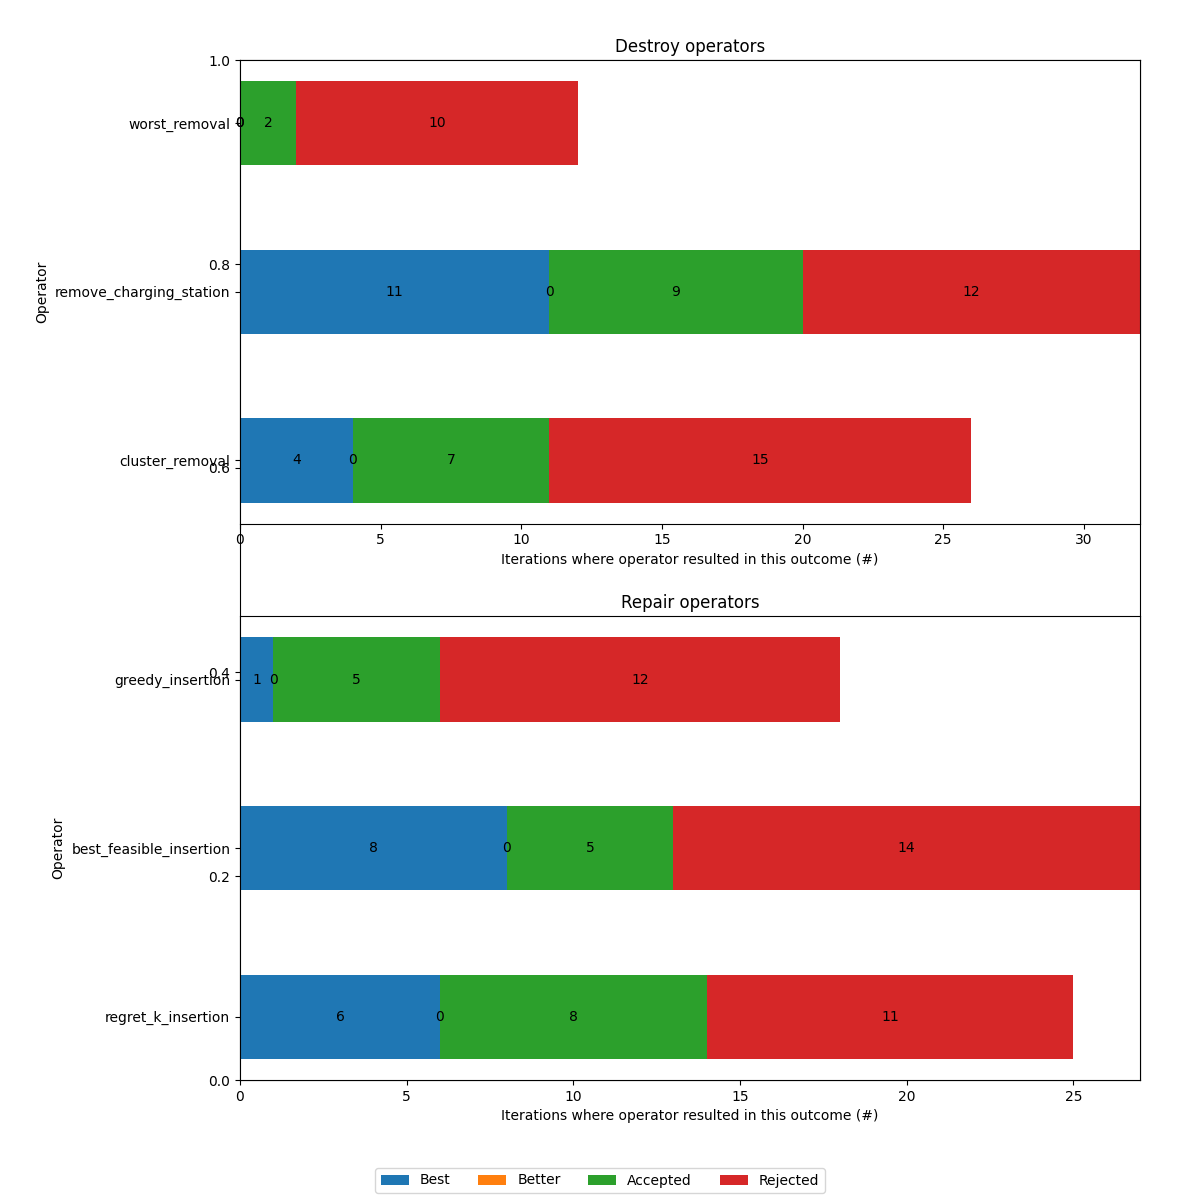 Destroy operators
1.0
worst_removal 0 0 2 10
0.8
Operator
remove_charging_station 11 0 9 12
cluster_removal 4 0 7 15
0.6
0 5 10 15 20 25 30
Iterations where operator resulted in this outcome (#)
Repair operators
0.4
greedy_insertion 1 0 5 12
Operator
best_feasible_insertion 8 0 5 14
0.2
regret_k_insertion 6 0 8 11
0.0
0 5 10 15 20 25
Iterations where operator resulted in this outcome (#)
Best Better Accepted Rejected